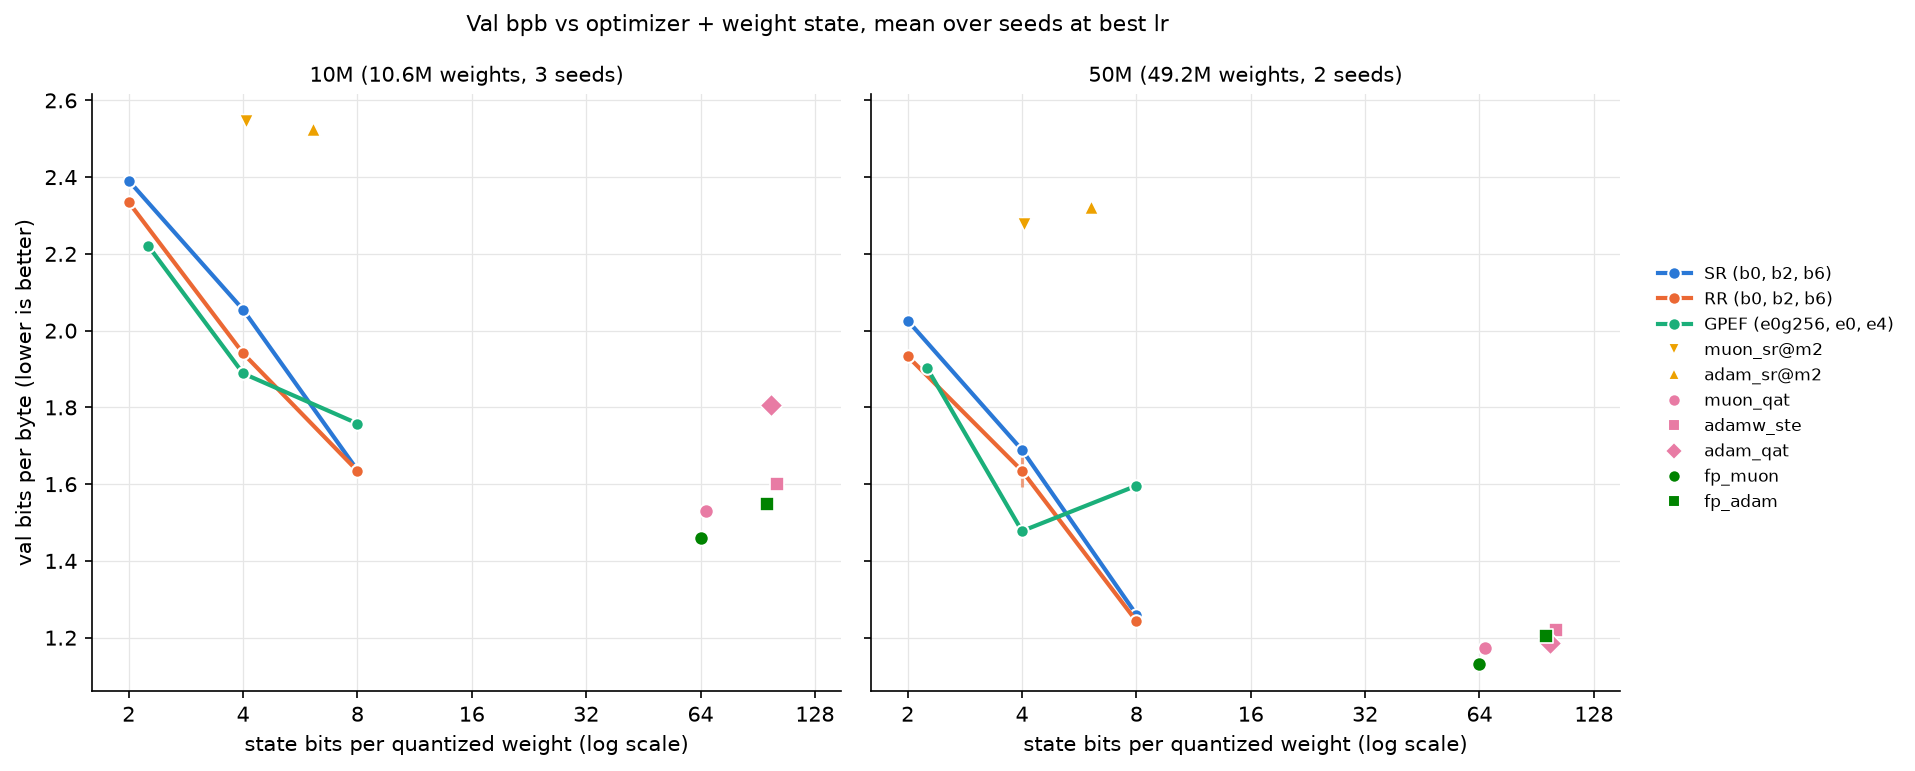 Val bpb vs optimizer + weight state, mean over seeds at best lr
10M (10.6M weights, 3 seeds)
50M (49.2M weights, 2 seeds)
val bits per byte (lower is better)
2.6
2.4
2.2
2.0
1.8
1.6
1.4
1.2
2 4 8 16 32 64 128
2 4 8 16 32 64 128
state bits per quantized weight (log scale)
state bits per quantized weight (log scale)
SR (b0, b2, b6)
RR (b0, b2, b6)
GPEF (e0g256, e0, e4)
muon_sr@m2
adam_sr@m2
muon_qat
adamw_ste
adam_qat
fp_muon
fp_adam